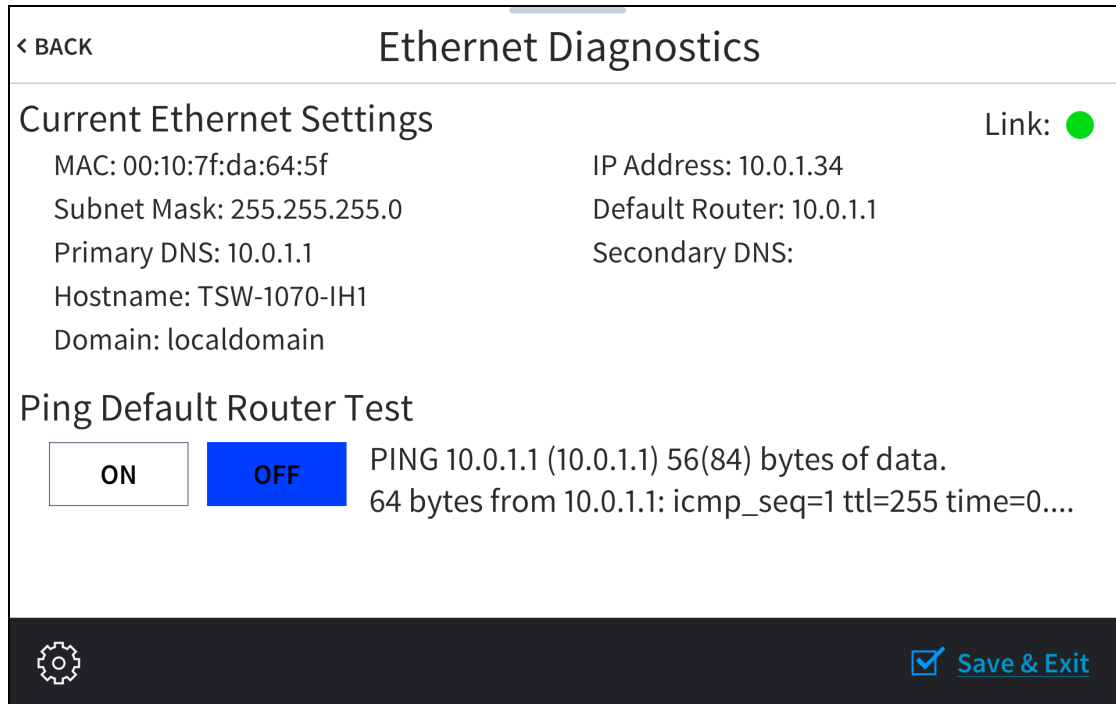 < BACK
Ethernet Diagnostics
Current Ethernet Settings
Link:
MAC: 00:10:7f:da:64:5f
IP Address: 10.0.1.34
Subnet Mask: 255.255.255.0
Default Router: 10.0.1.1
Primary DNS: 10.0.1.1
Secondary DNS:
Hostname: TSW-1070-IH1
Domain: localdomain
Ping Default Router Test
ON
OFF
PING 10.0.1.1 (10.0.1.1) 56(84) bytes of data.
64 bytes from 10.0.1.1: icmp_seq=1 ttl=255 time=0....
Save & Exit